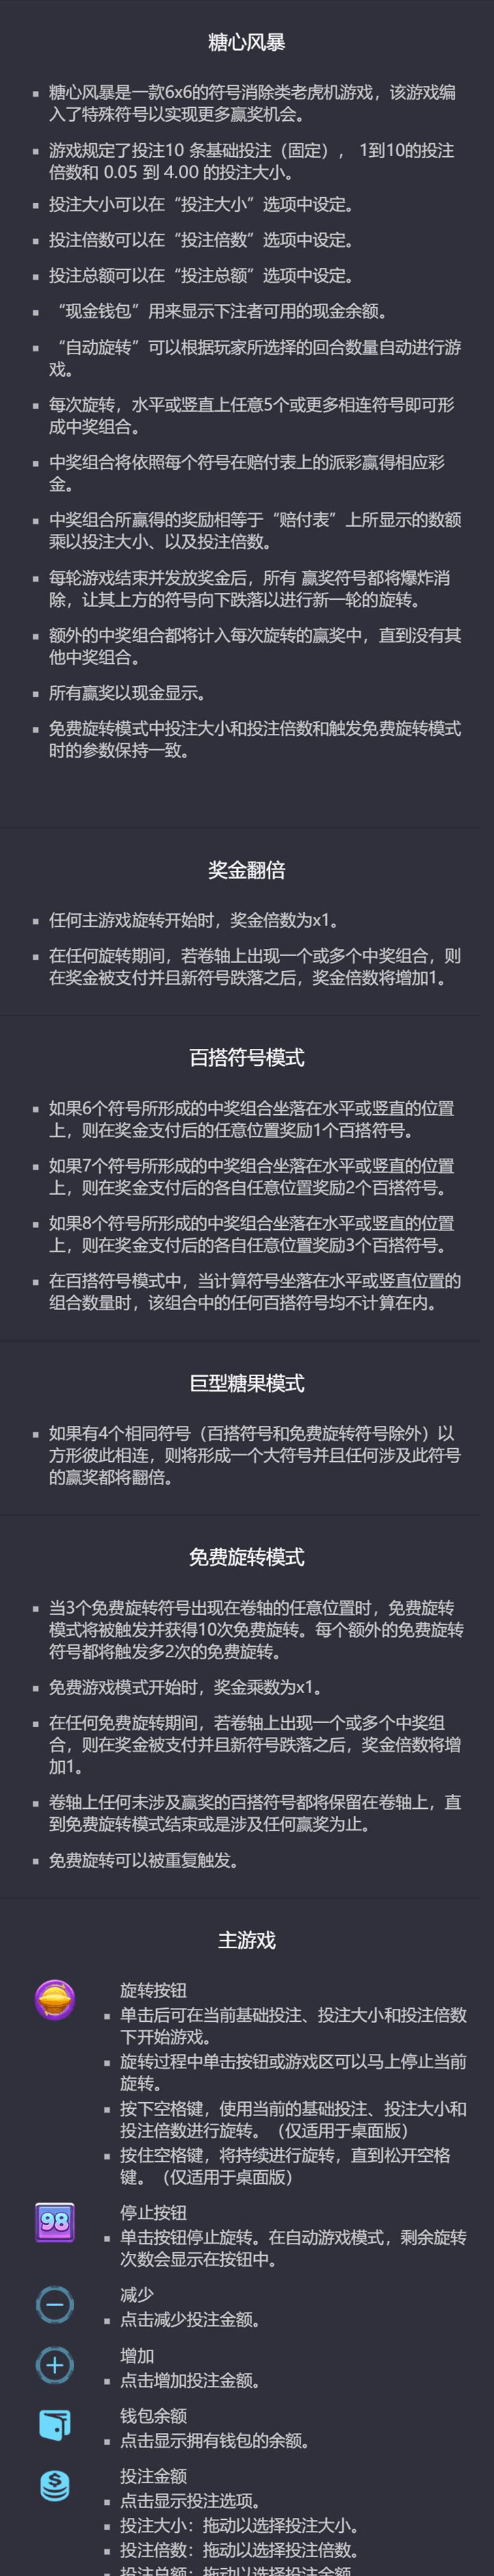 糖心风暴
糖心风暴是一款6x6的符号消除类老虎机游戏，该游戏编
入了特殊符号以实现更多赢奖机会。
游戏规定了投注10 条基础投注（固定）， 1到10的投注
倍数和 0.05 到 4.00 的投注大小。
投注大小可以在“投注大小”选项中设定。
投注倍数可以在“投注倍数”选项中设定。
投注总额可以在“投注总额”选项中设定。
“现金钱包”用来显示下注者可用的现金余额。
“自动旋转”可以根据玩家所选择的回合数量自动进行游
戏。
每次旋转，水平或竖直上任意5个或更多相连符号即可形
成中奖组合。
中奖组合将依照每个符号在赔付表上的派彩赢得相应彩
金。
中奖组合所赢得的奖励相等于“赔付表”上所显示的数额
乘以投注大小、以及投注倍数。
每轮游戏结束并发放奖金后，所有 赢奖符号都将爆炸消
除，让其上方的符号向下跌落以进行新一轮的旋转。
额外的中奖组合都将计入每次旋转的赢奖中，直到没有其
他中奖组合。
所有赢奖以现金显示。
免费旋转模式中投注大小和投注倍数和触发免费旋转模式
时的参数保持一致。
奖金翻倍
任何主游戏旋转开始时，奖金倍数为x1。
在任何旋转期间，若卷轴上出现一个或多个中奖组合，则
在奖金被支付并且新符号跌落之后，奖金倍数将增加1。
百搭符号模式
如果6个符号所形成的中奖组合坐落在水平或竖直的位置
上，则在奖金支付后的任意位置奖励1个百搭符号。
如果7个符号所形成的中奖组合坐落在水平或竖直的位置
上，则在奖金支付后的各自任意位置奖励2个百搭符号。
如果8个符号所形成的中奖组合坐落在水平或竖直的位置
上，则在奖金支付后的各自任意位置奖励3个百搭符号。
在百搭符号模式中，当计算符号坐落在水平或竖直位置的
组合数量时，该组合中的任何百搭符号均不计算在内。
巨型糖果模式
如果有4个相同符号（百搭符号和免费旋转符号除外）以
方形彼此相连，则将形成一个大符号并且任何涉及此符号
的赢奖都将翻倍。
免费旋转模式
当3个免费旋转符号出现在卷轴的任意位置时，免费旋转
模式将被触发并获得10次免费旋转。每个额外的免费旋转
符号都将触发多2次的免费旋转。
免费游戏模式开始时，奖金乘数为x1。
在任何免费旋转期间，若卷轴上出现一个或多个中奖组
合，则在奖金被支付并且新符号跌落之后，奖金倍数将增
加1。
卷轴上任何未涉及赢奖的百搭符号都将保留在卷轴上，直
到免费旋转模式结束或是涉及任何赢奖为止。
免费旋转可以被重复触发。
主游戏
旋转按钮
单击后可在当前基础投注、投注大小和投注倍数
下开始游戏。
旋转过程中单击按钮或游戏区可以马上停止当前
旋转。
按下空格键，使用当前的基础投注、投注大小和
投注倍数进行旋转。（仅适用于桌面版）
按住空格键，将持续进行旋转，直到松开空格
键。（仅适用于桌面版）
98
停止按钮
单击按钮停止旋转。在自动游戏模式，剩余旋转
次数会显示在按钮中。
减少
点击减少投注金额。
增加
点击增加投注金额。
钱包余额
点击显示拥有钱包的余额。
投注金额
点击显示投注选项。
投注大小：拖动以选择投注大小。
投注倍数：拖动以选择投注倍数。
投注总额：拖动以选择投注金额